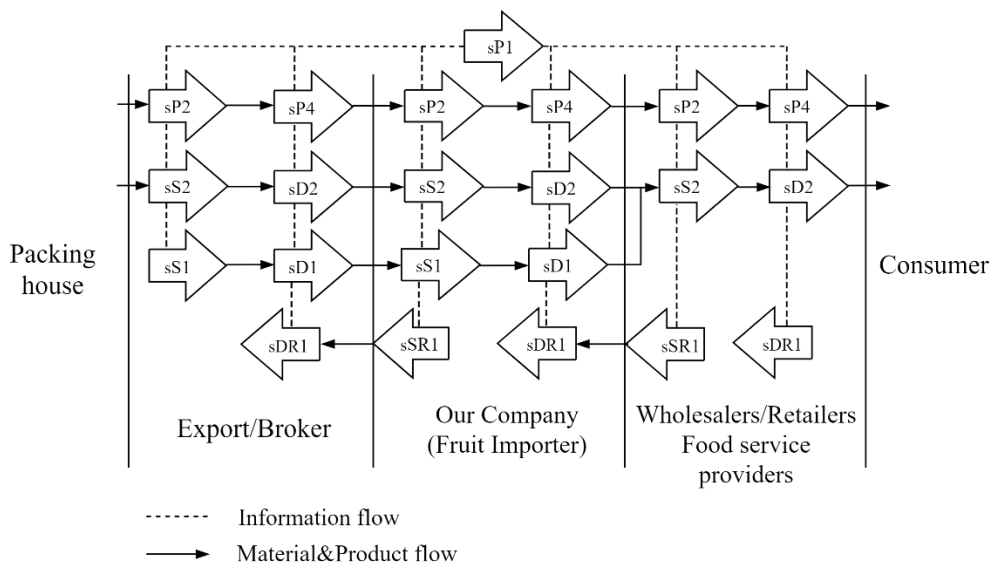 sP1
sP2 sP4 sP2 sP4 sP2 sP4
sS2 sD2 sS2 sD2 sS2 sD2
sS1 sD1 sS1 sD1
Packing
house
Consumer
sDR1 sSR1 sDR1 sSR1 sDR1
Export/Broker
Our Company
(Fruit Importer)
Wholesalers/Retailers
Food service
providers
Information flow
Material&Product flow